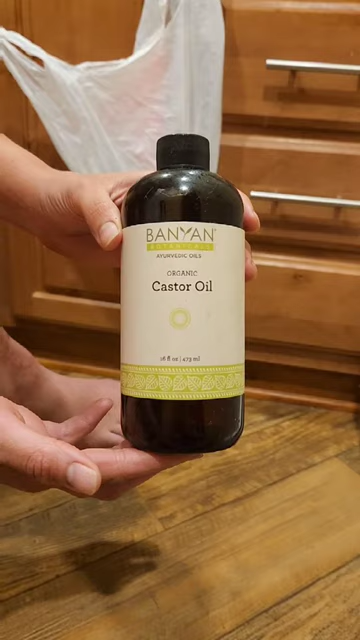 BANYAN®
BOTANICALS
AYURVEDIC OILS
ORGANIC
Castor Oil
16 fl oz | 473 ml